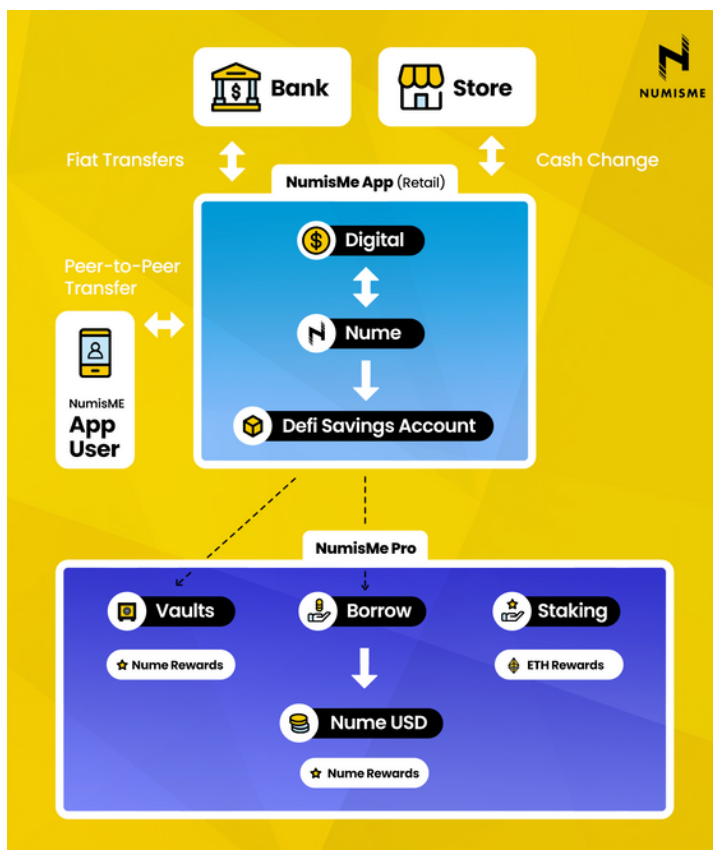 Bank
Store
NUMISME
Fiat Transfers
Cash Change
NumisMe App (Retail)
Digital
Peer-to-Peer
Transfer
Nume
NumisME
App
User
Defi Savings Account
NumisMe Pro
Vaults
Borrow
Staking
Nume Rewards
ETH Rewards
Nume USD
Nume Rewards